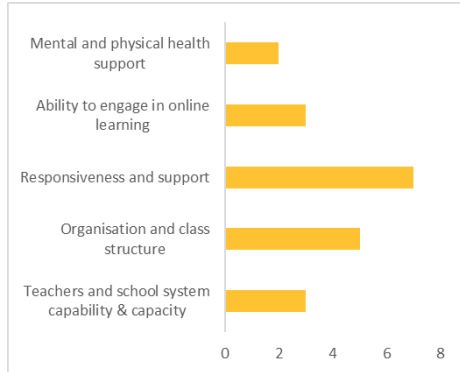 Mental and physical health
support
Ability to engage in online
learning
Responsiveness and support
Organisation and class
structure
Teachers and school system
capability & capacity
0 2 4 6 8